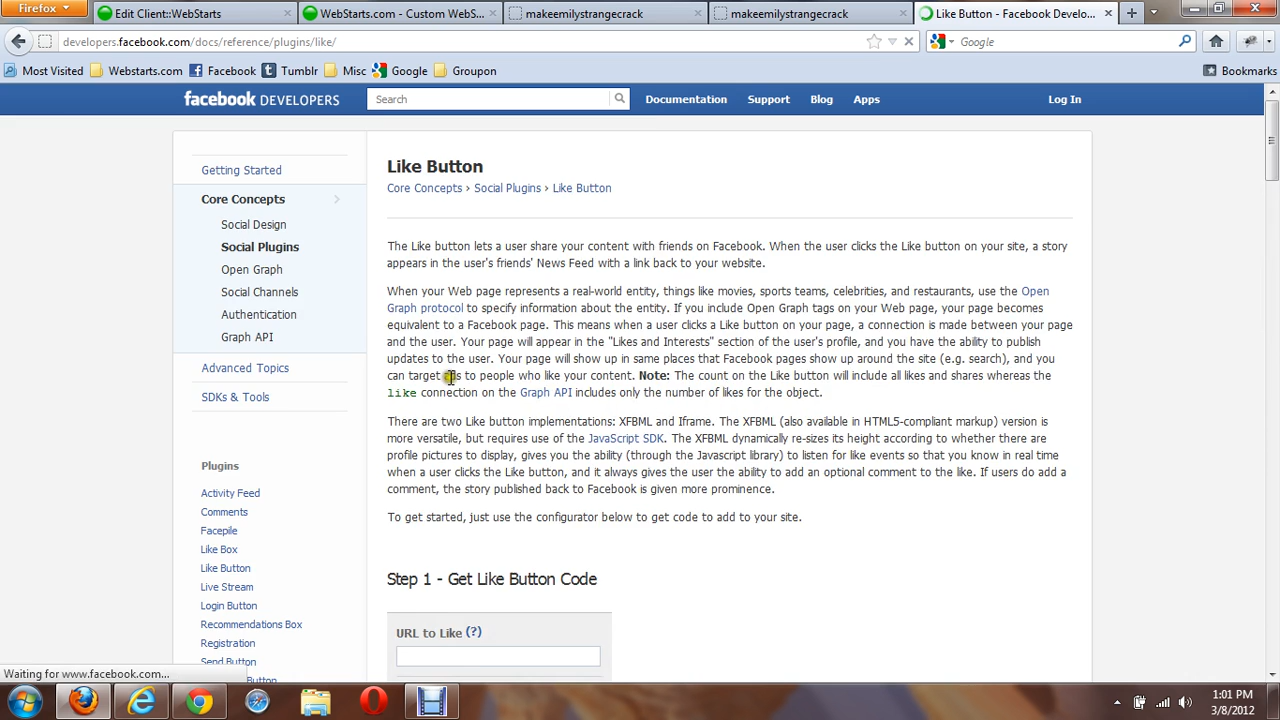 Firefox
Edit Client::WebStarts
WebStarts.com - Custom WebS...
makeemilystrangecrack
makeemilystrangecrack
Like Button - Facebook Develo...
developers.facebook.com/docs/reference/plugins/like/
Google
Most Visited
Webstarts.com
Facebook
Tumblr
Misc
Google
Groupon
Bookmarks
facebook DEVELOPERS
Search
Documentation
Support
Blog
Apps
Log In
Getting Started
Core Concepts
Social Design
Social Plugins
Open Graph
Social Channels
Authentication
Graph API
Advanced Topics
SDKs & Tools
Plugins
Activity Feed
Comments
Facepile
Like Box
Like Button
Live Stream
Login Button
Recommendations Box
Registration
Send Button
Like Button
Core Concepts › Social Plugins › Like Button
The Like button lets a user share your content with friends on Facebook. When the user clicks the Like button on your site, a story
appears in the user's friends' News Feed with a link back to your website.
When your Web page represents a real-world entity, things like movies, sports teams, celebrities, and restaurants, use the Open
Graph protocol to specify information about the entity. If you include Open Graph tags on your Web page, your page becomes
equivalent to a Facebook page. This means when a user clicks a Like button on your page, a connection is made between your page
and the user. Your page will appear in the "Likes and Interests" section of the user's profile, and you have the ability to publish
updates to the user. Your page will show up in same places that Facebook pages show up around the site (e.g. search), and you
can target to people who like your content. Note: The count on the Like button will include all likes and shares whereas the
like connection on the Graph API includes only the number of likes for the object.
There are two Like button implementations: XFBML and Iframe. The XFBML (also available in HTML5-compliant markup) version is
more versatile, but requires use of the JavaScript SDK. The XFBML dynamically re-sizes its height according to whether there are
profile pictures to display, gives you the ability (through the Javascript library) to listen for like events so that you know in real time
when a user clicks the Like button, and it always gives the user the ability to add an optional comment to the like. If users do add a
comment, the story published back to Facebook is given more prominence.
To get started, just use the configurator below to get code to add to your site.
Step 1 - Get Like Button Code
URL to Like (?)
Waiting for www.facebook.com...
1:01 PM
3/8/2012